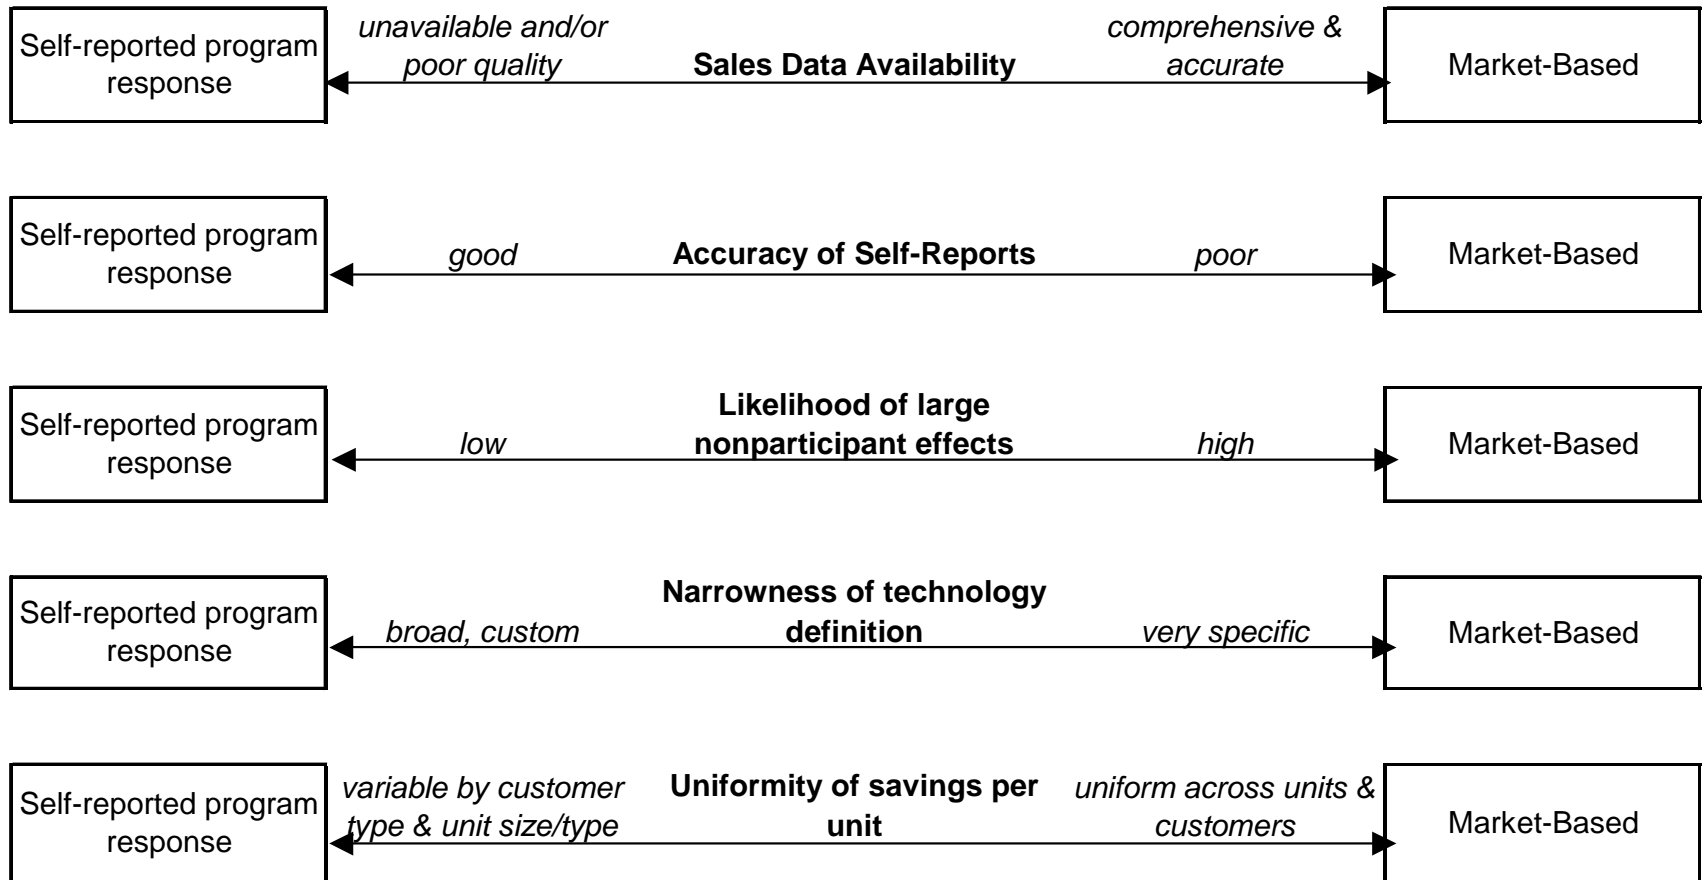 Self-reported program
response
unavailable and/or
poor quality
Sales Data Availability
comprehensive &
accurate
Market-Based
Self-reported program
response
good
Accuracy of Self-Reports
poor
Market-Based
Self-reported program
response
low
Likelihood of large
nonparticipant effects
high
Market-Based
Self-reported program
response
broad, custom
Narrowness of technology
definition
very specific
Market-Based
Self-reported program
response
variable by customer
type & unit size/type
Uniformity of savings per
unit
uniform across units &
customers
Market-Based